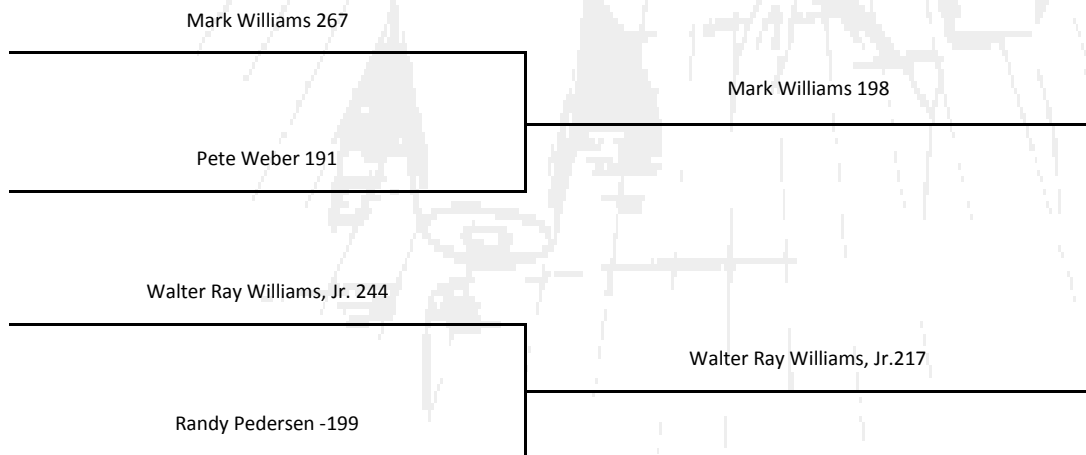 Mark Williams 267
Mark Williams 198
Pete Weber 191
Walter Ray Williams, Jr. 244
Walter Ray Williams, Jr.217
Randy Pedersen -199